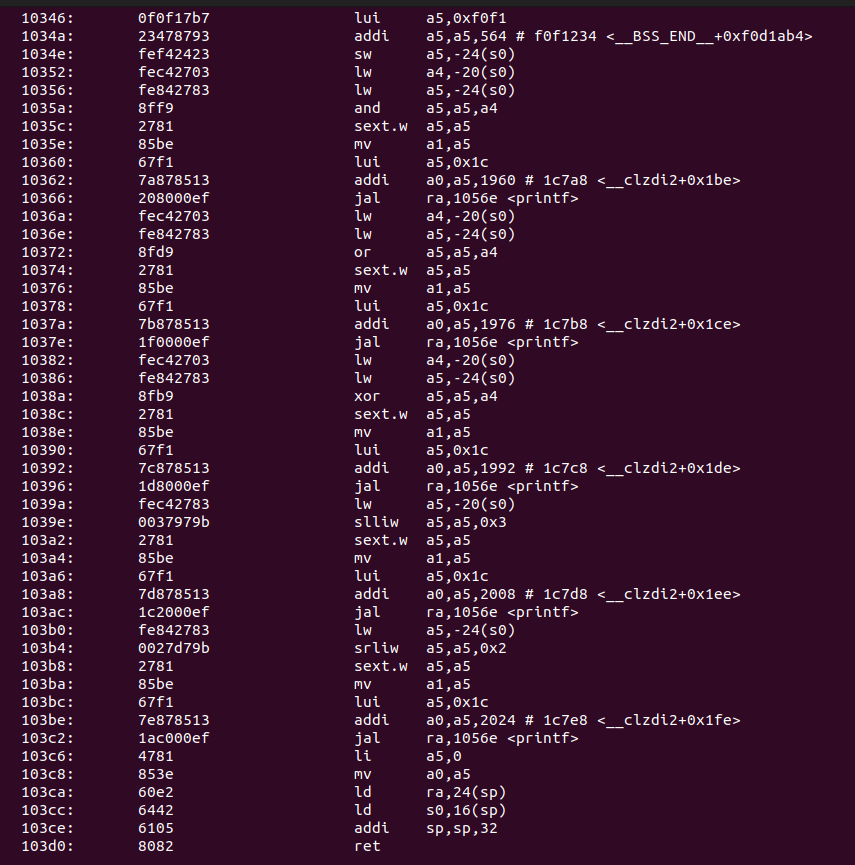 10346: 0f0f17b7 lui a5,0xf0f1
1034a: 23478793 addi a5,a5,564 # f0f1234 <__BSS_END__+0xf0d1ab4>
1034e: fef42423 sw a5,-24(s0)
10352: fec42703 lw a4,-20(s0)
10356: fe842783 lw a5,-24(s0)
1035a: 8ff9 and a5,a5,a4
1035c: 2781 sext.w a5,a5
1035e: 85be mv a1,a5
10360: 67f1 lui a5,0x1c
10362: 7a878513 addi a0,a5,1960 # 1c7a8 <__clzdi2+0x1be>
10366: 208000ef jal ra,1056e <printf>
1036a: fec42703 lw a4,-20(s0)
1036e: fe842783 lw a5,-24(s0)
10372: 8fd9 or a5,a5,a4
10374: 2781 sext.w a5,a5
10376: 85be mv a1,a5
10378: 67f1 lui a5,0x1c
1037a: 7b878513 addi a0,a5,1976 # 1c7b8 <__clzdi2+0x1ce>
1037e: 1f0000ef jal ra,1056e <printf>
10382: fec42703 lw a4,-20(s0)
10386: fe842783 lw a5,-24(s0)
1038a: 8fb9 xor a5,a5,a4
1038c: 2781 sext.w a5,a5
1038e: 85be mv a1,a5
10390: 67f1 lui a5,0x1c
10392: 7c878513 addi a0,a5,1992 # 1c7c8 <__clzdi2+0x1de>
10396: 1d8000ef jal ra,1056e <printf>
1039a: fec42783 lw a5,-20(s0)
1039e: 0037979b slliw a5,a5,0x3
103a2: 2781 sext.w a5,a5
103a4: 85be mv a1,a5
103a6: 67f1 lui a5,0x1c
103a8: 7d878513 addi a0,a5,2008 # 1c7d8 <__clzdi2+0x1ee>
103ac: 1c2000ef jal ra,1056e <printf>
103b0: fe842783 lw a5,-24(s0)
103b4: 0027d79b srliw a5,a5,0x2
103b8: 2781 sext.w a5,a5
103ba: 85be mv a1,a5
103bc: 67f1 lui a5,0x1c
103be: 7e878513 addi a0,a5,2024 # 1c7e8 <__clzdi2+0x1fe>
103c2: 1ac000ef jal ra,1056e <printf>
103c6: 4781 li a5,0
103c8: 853e mv a0,a5
103ca: 60e2 ld ra,24(sp)
103cc: 6442 ld s0,16(sp)
103ce: 6105 addi sp,sp,32
103d0: 8082 ret